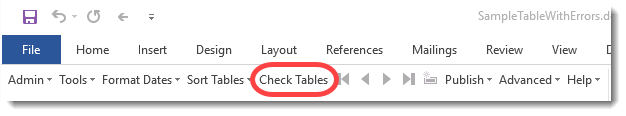 SampleTableWithErrors.d
File Home Insert Design Layout References Mailings Review View Devel
Admin Tools Format Dates Sort Tables Check Tables Publish Advanced Help